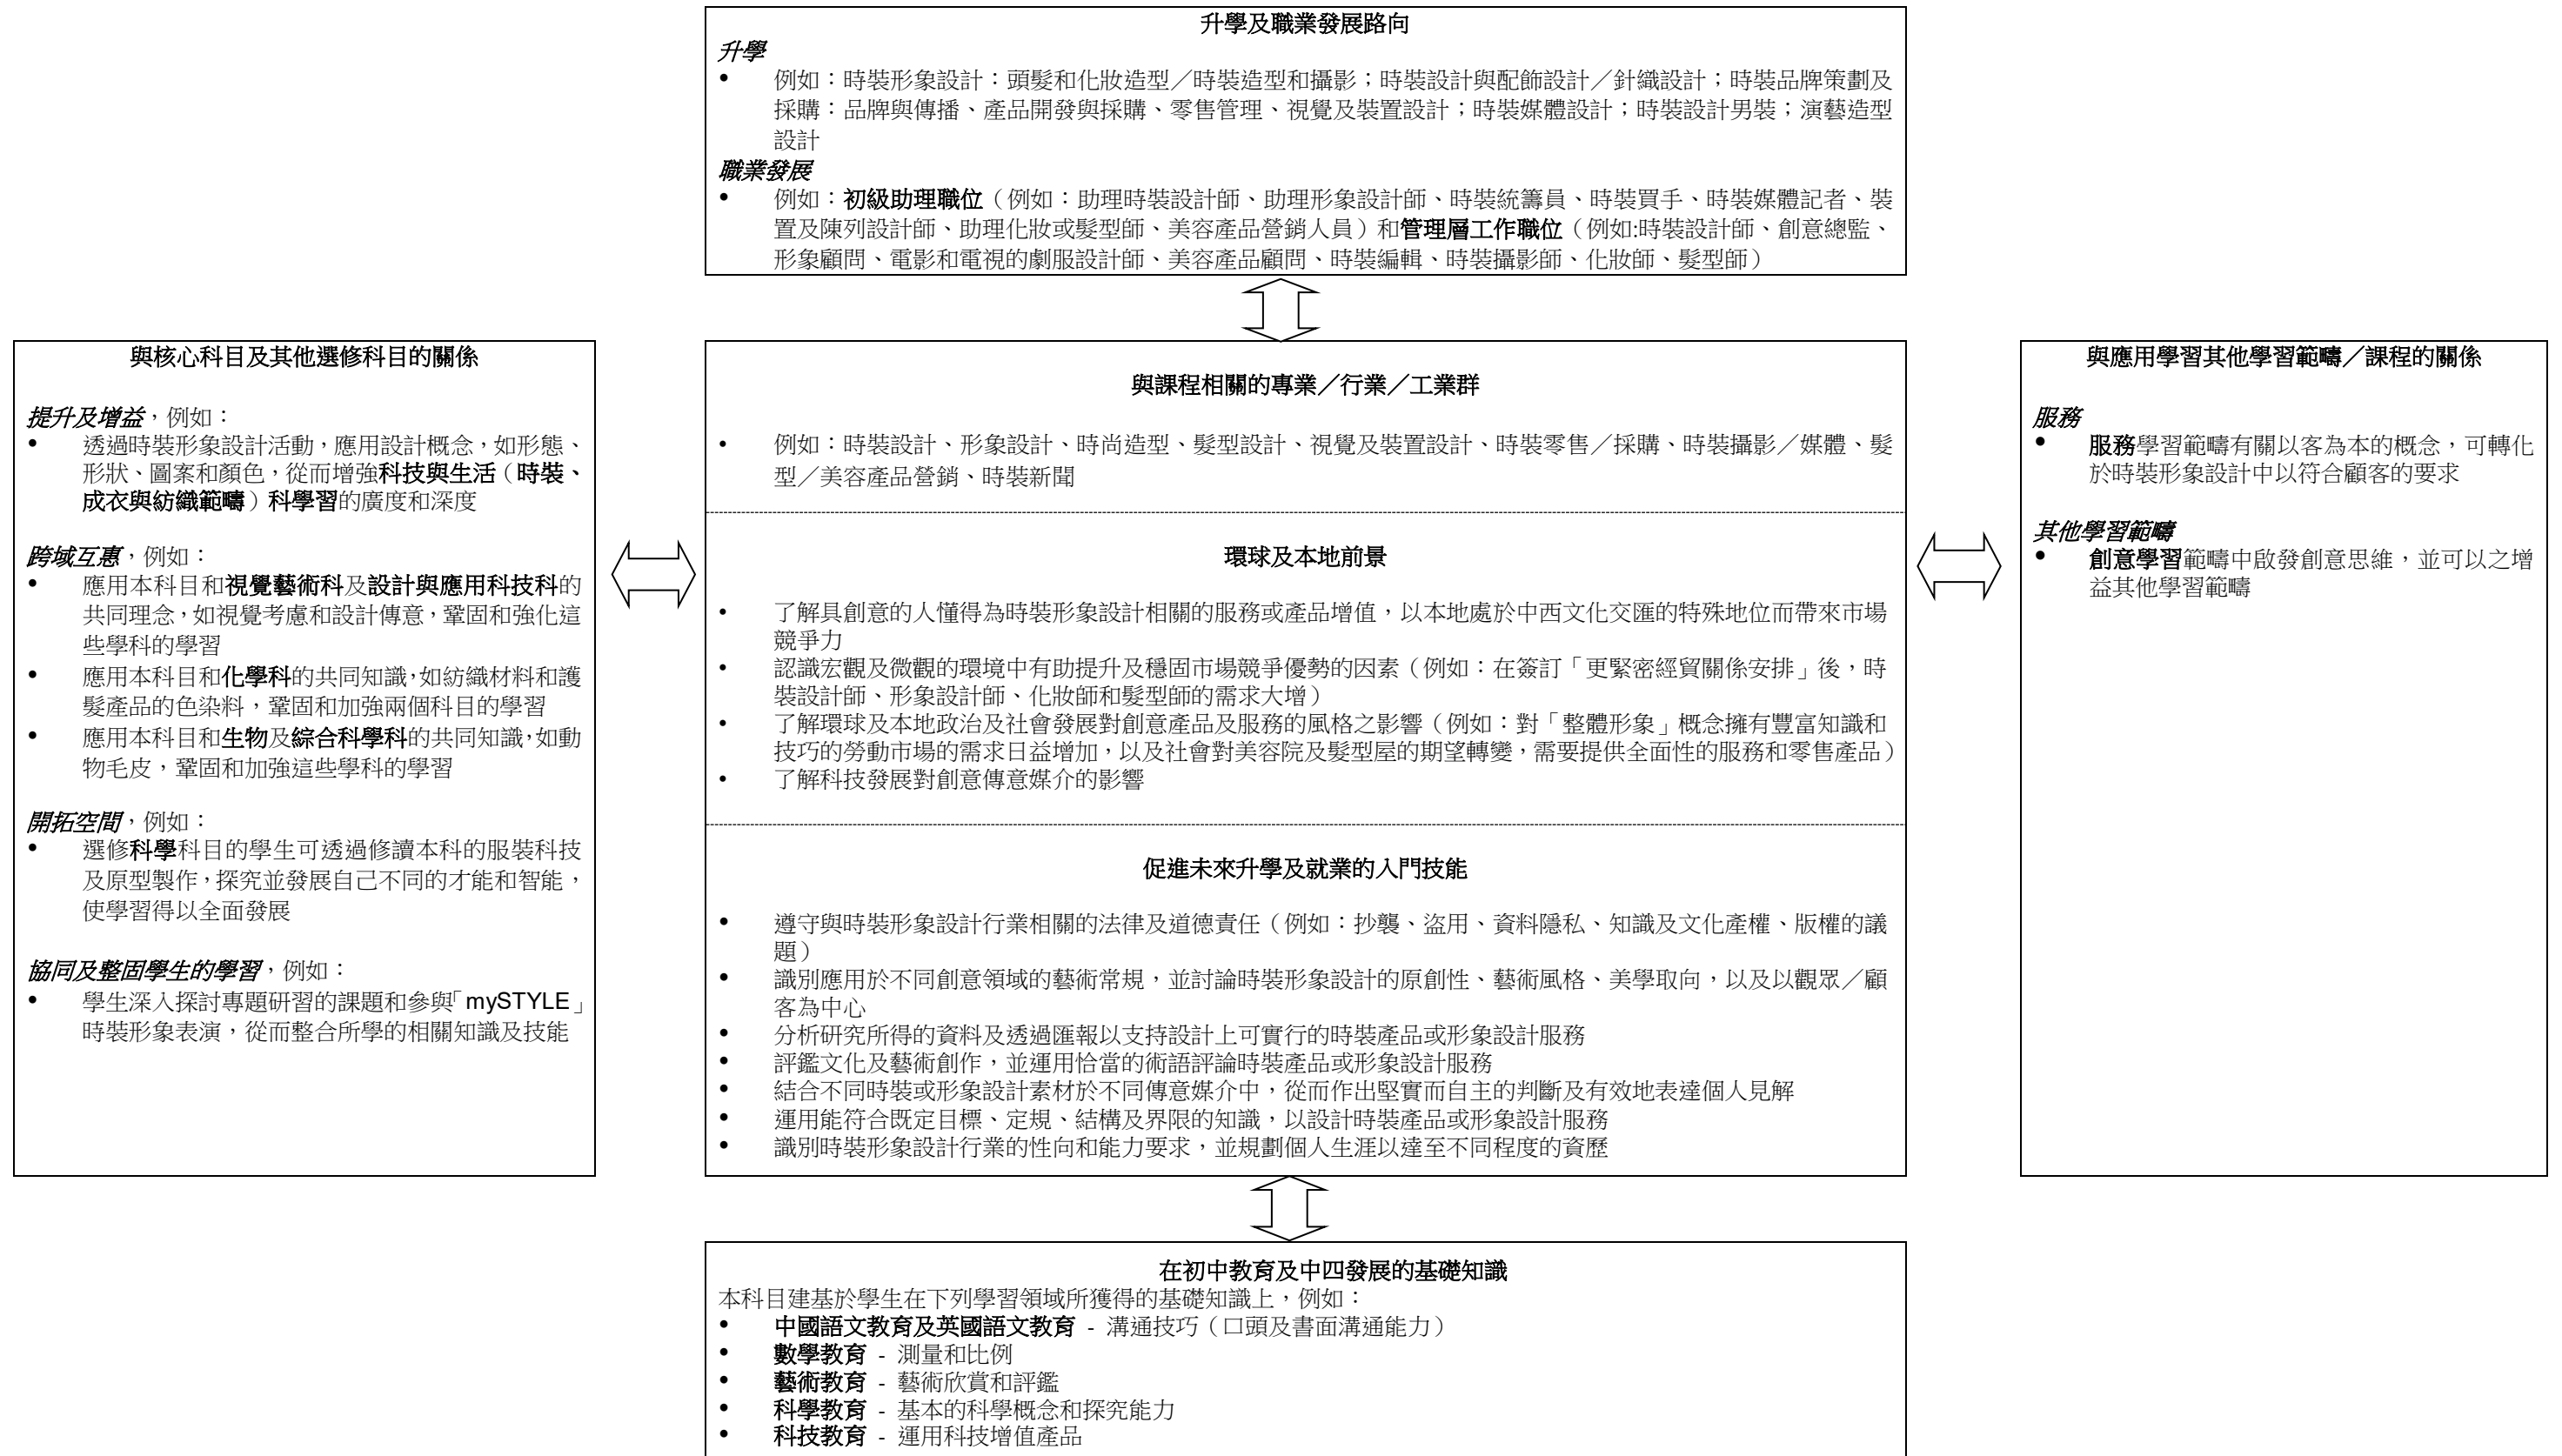 升學及職業發展路向
升學
• 例如：時裝形象設計：頭髮和化妝造型／時裝造型和攝影；時裝設計與配飾設計／針織設計；時裝品牌策劃及
採購：品牌與傳播、產品開發與採購、零售管理、視覺及裝置設計；時裝媒體設計；時裝設計男裝；演藝造型
設計
職業發展
• 例如：初級助理職位（例如：助理時裝設計師、助理形象設計師、時裝統籌員、時裝買手、時裝媒體記者、裝
置及陳列設計師、助理化妝或髮型師、美容產品營銷人員）和管理層工作職位（例如:時裝設計師、創意總監、
形象顧問、電影和電視的劇服設計師、美容產品顧問、時裝編輯、時裝攝影師、化妝師、髮型師）
與核心科目及其他選修科目的關係
提升及增益，例如：
• 透過時裝形象設計活動，應用設計概念，如形態、
形狀、圖案和顏色，從而增強科技與生活（時裝、
成衣與紡織範疇）科學習的廣度和深度
跨域互惠，例如：
• 應用本科目和視覺藝術科及設計與應用科技科的
共同理念，如視覺考慮和設計傳意，鞏固和強化這
些學科的學習
• 應用本科目和化學科的共同知識，如紡織材料和護
髮產品的色染料，鞏固和加強兩個科目的學習
• 應用本科目和生物及綜合科學科的共同知識，如動
物毛皮，鞏固和加強這些學科的學習
開拓空間，例如：
• 選修科學科目的學生可透過修讀本科的服裝科技
及原型製作，探究並發展自己不同的才能和智能，
使學習得以全面發展
協同及整固學生的學習，例如：
• 學生深入探討專題研習的課題和參與「mySTYLE」
時裝形象表演，從而整合所學的相關知識及技能
與課程相關的專業／行業／工業群
• 例如：時裝設計、形象設計、時尚造型、髮型設計、視覺及裝置設計、時裝零售／採購、時裝攝影／媒體、髮
型／美容產品營銷、時裝新聞
環球及本地前景
• 了解具創意的人懂得為時裝形象設計相關的服務或產品增值，以本地處於中西文化交匯的特殊地位而帶來市場
競爭力
• 認識宏觀及微觀的環境中有助提升及穩固市場競爭優勢的因素（例如：在簽訂「更緊密經貿關係安排」後，時
裝設計師、形象設計師、化妝師和髮型師的需求大增）
• 了解環球及本地政治及社會發展對創意產品及服務的風格之影響（例如：對「整體形象」概念擁有豐富知識和
技巧的勞動市場的需求日益增加，以及社會對美容院及髮型屋的期望轉變，需要提供全面性的服務和零售產品）
• 了解科技發展對創意傳意媒介的影響
促進未來升學及就業的入門技能
• 遵守與時裝形象設計行業相關的法律及道德責任（例如：抄襲、盜用、資料隱私、知識及文化產權、版權的議
題）
• 識別應用於不同創意領域的藝術常規，並討論時裝形象設計的原創性、藝術風格、美學取向，以及以觀眾／顧
客為中心
• 分析研究所得的資料及透過匯報以支持設計上可實行的時裝產品或形象設計服務
• 評鑑文化及藝術創作，並運用恰當的術語評論時裝產品或形象設計服務
• 結合不同時裝或形象設計素材於不同傳意媒介中，從而作出堅實而自主的判斷及有效地表達個人見解
• 運用能符合既定目標、定規、結構及界限的知識，以設計時裝產品或形象設計服務
• 識別時裝形象設計行業的性向和能力要求，並規劃個人生涯以達至不同程度的資歷
與應用學習其他學習範疇／課程的關係
服務
• 服務學習範疇有關以客為本的概念，可轉化
於時裝形象設計中以符合顧客的要求
其他學習範疇
• 創意學習範疇中啟發創意思維，並可以之增
益其他學習範疇
在初中教育及中四發展的基礎知識
本科目建基於學生在下列學習領域所獲得的基礎知識上，例如：
• 中國語文教育及英國語文教育 - 溝通技巧（口頭及書面溝通能力）
• 數學教育 - 測量和比例
• 藝術教育 - 藝術欣賞和評鑑
• 科學教育 - 基本的科學概念和探究能力
• 科技教育 - 運用科技增值產品